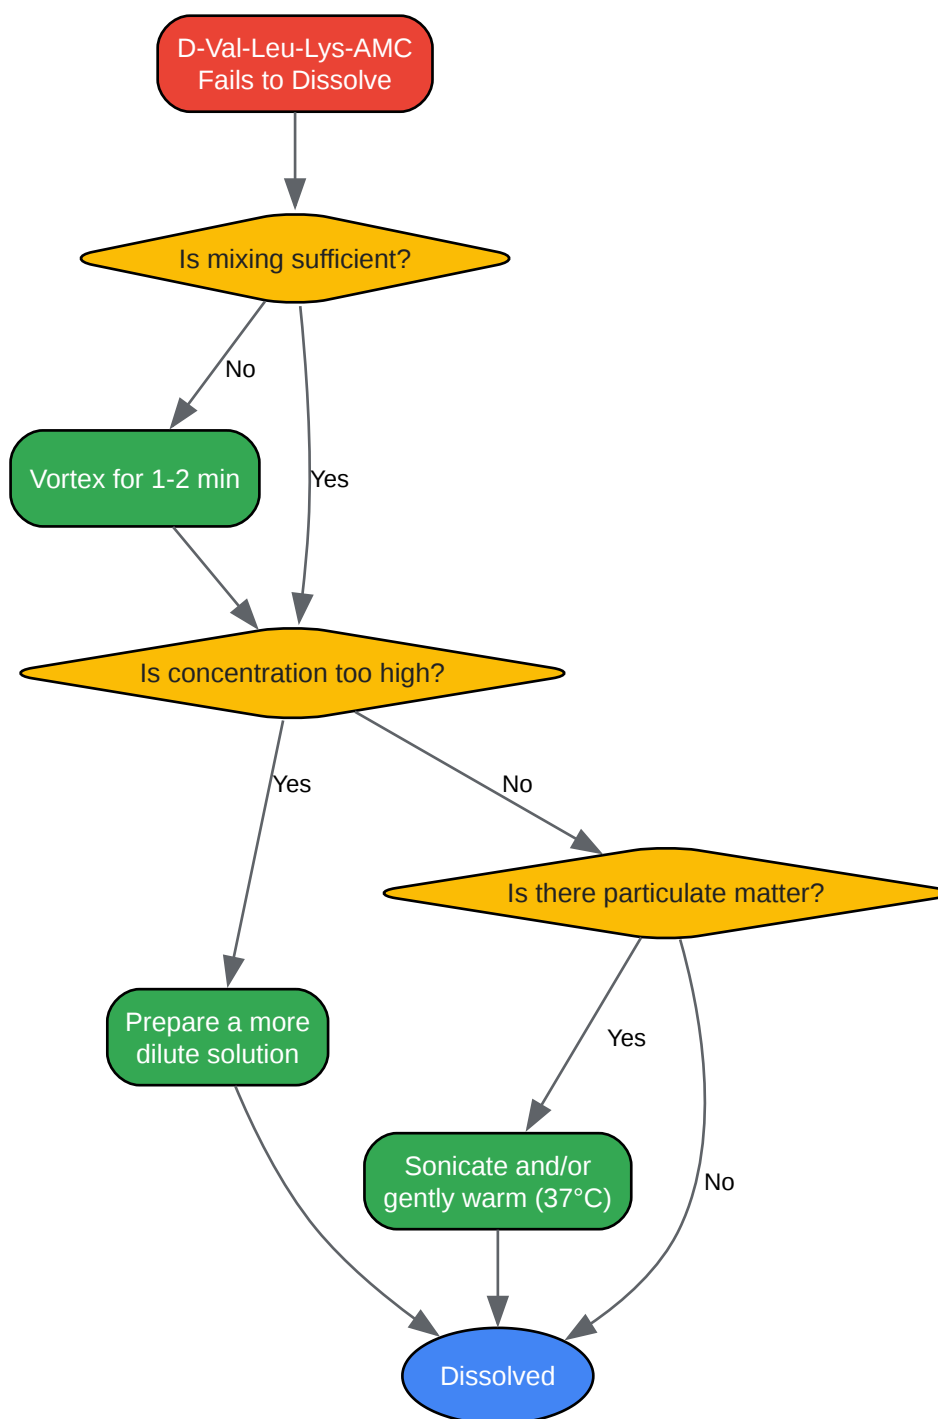 D-Val-Leu-Lys-AMC
Fails to Dissolve
Is mixing sufficient?
No
Vortex for 1-2 min
Yes
Is concentration too high?
Yes
No
Is there particulate matter?
Prepare a more
dilute solution
Yes
Sonicate and/or
gently warm (37°C)
No
Dissolved